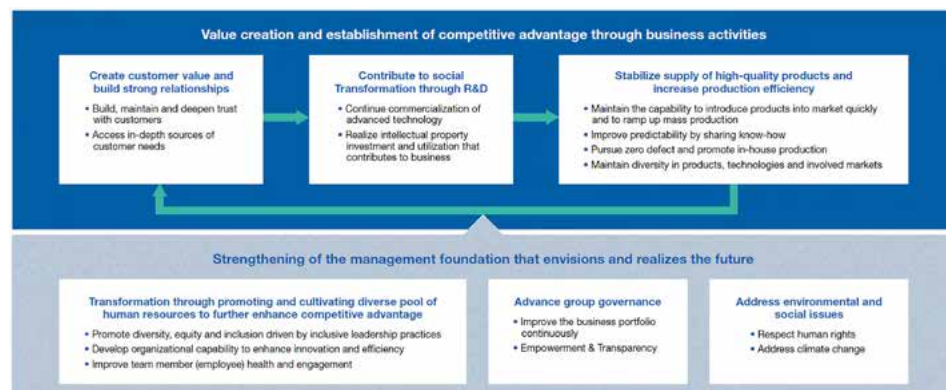 Value creation and establishment of competitive advantage through business activities
Create customer value and
build strong relationships
• Build, maintain and deepen trust
with customers
• Access in-depth sources of
customer needs
Contribute to social
Transformation through R&D
• Continue commercialization of
advanced technology
• Realize intellectual property
investment and utilization that
contributes to business
Stabilize supply of high-quality products and
increase production efficiency
• Maintain the capability to introduce products into market quickly
and to ramp up mass production
• Improve predictability by sharing know-how
• Pursue zero defect and promote in-house production
• Maintain diversity in products, technologies and involved markets
Strengthening of the management foundation that envisions and realizes the future
Transformation through promoting and cultivating diverse pool of
human resources to further enhance competitive advantage
• Promote diversity, equity and inclusion driven by inclusive leadership practices
• Develop organizational capability to enhance innovation and efficiency
• Improve team member (employee) health and engagement
Advance group governance
• Improve the business portfolio
continuously
• Empowerment & Transparency
Address environmental and
social issues
• Respect human rights
• Address climate change